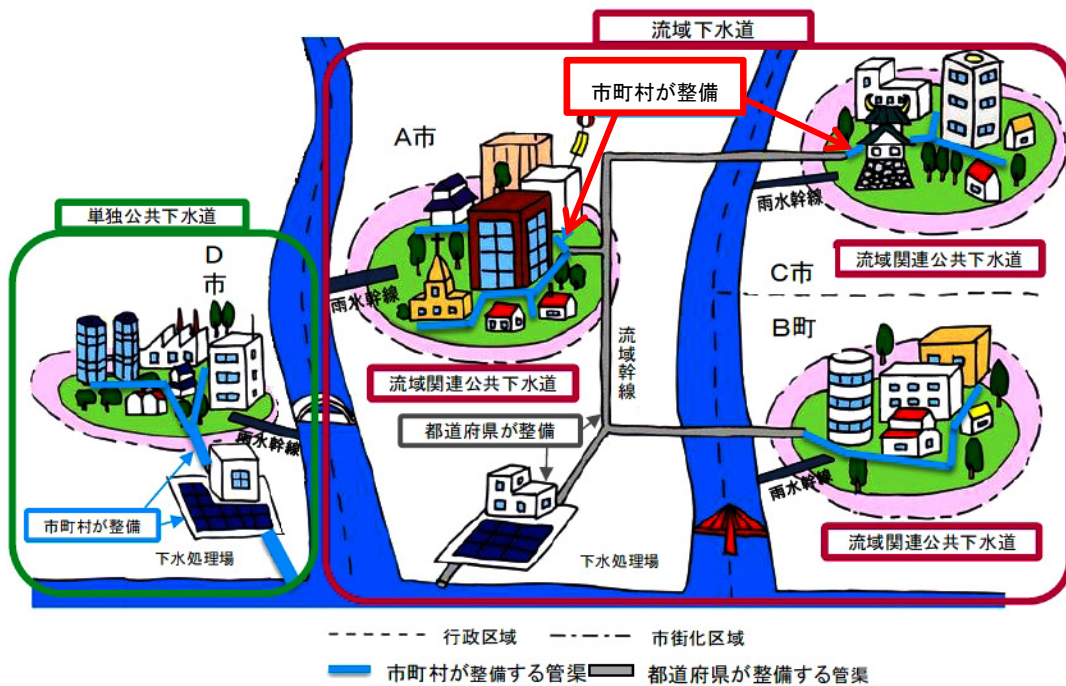 流域下水道
市町村が整備
A市
単独公共下水道
D
市
雨水幹線
雨水幹線
流域関連公共下水道
C市
雨水幹線
B町
流域幹線
流域関連公共下水道
都道府県が整備
雨水幹線
市町村が整備
下水処理場
下水処理場
流域関連公共下水道
行政区域
市街化区域
市町村が整備する管渠
都道府県が整備する管渠